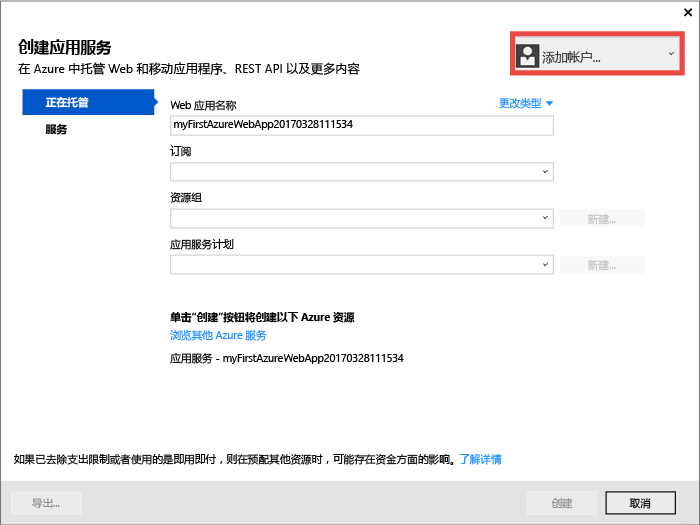 创建应用服务
在 Azure 中托管 Web 和移动应用程序、REST API 以及更多内容
添加帐户...
正在托管
服务
Web 应用名称
更改类型
myFirstAzureWebApp20170328111534
订阅
资源组
新建...
应用服务计划
新建...
单击“创建”按钮将创建以下 Azure 资源
浏览其他 Azure 服务
应用服务 - myFirstAzureWebApp20170328111534
如果已去除支出限制或者使用的是即用即付，则在预配其他资源时，可能存在资金方面的影响。了解详情
导出...
创建
取消